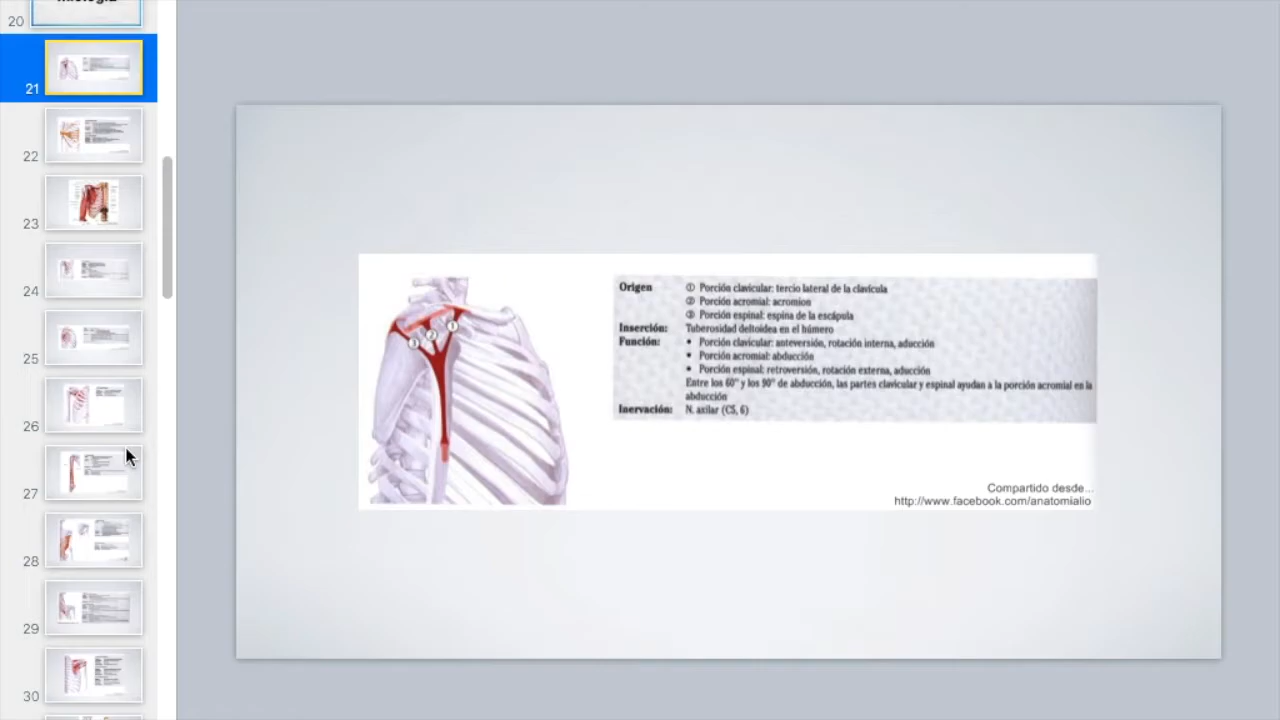 20
21
22
23
24
25
26
27
28
29
30
Origen ① Porción clavicular: tercio lateral de la clavícula
② Porción acromial: acromion
③ Porción espinal: espina de la escápula
Inserción: Tuberosidad deltoidea en el húmero
Función: • Porción clavicular: anteversión, rotación interna, aducción
• Porción acromial: abducción
• Porción espinal: retroversión, rotación externa, aducción
Entre los 60° y los 90° de abducción, las partes clavicular y espinal ayudan a la porción acromial en la
abducción
Inervación: N. axilar (C5, 6)
1
2
3
Compartido desde...
http://www.facebook.com/anatomialio